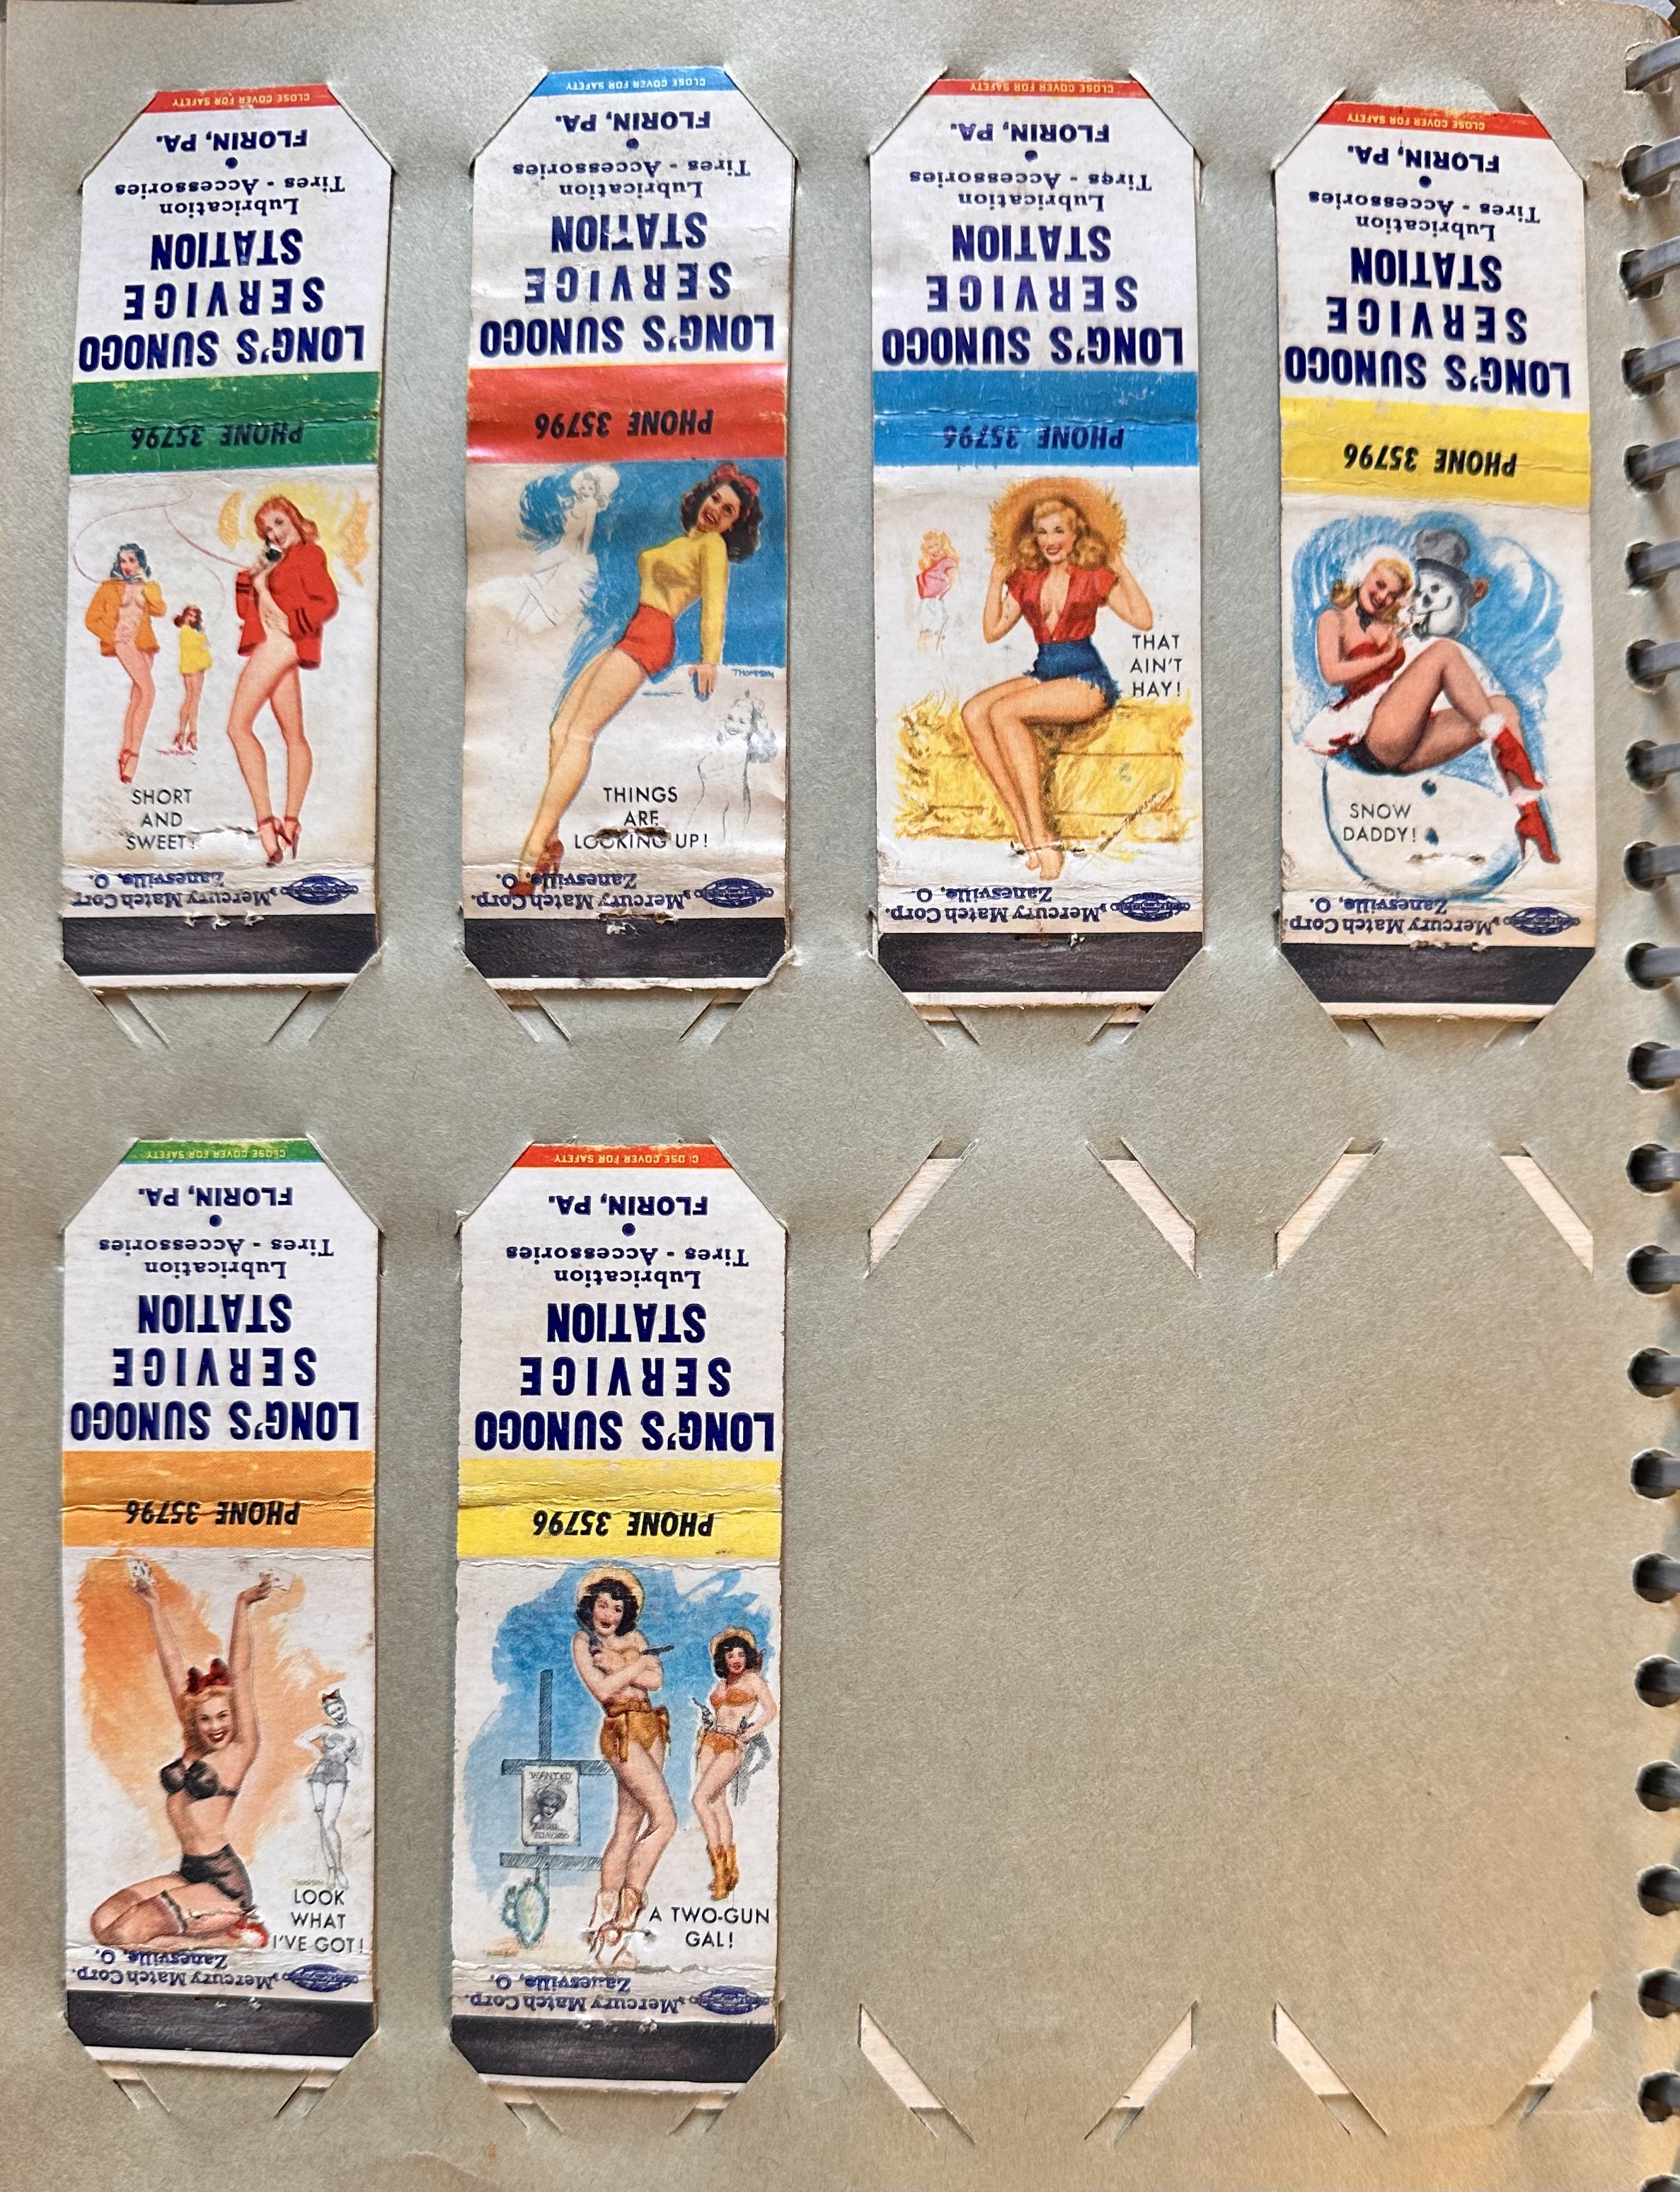 PHONE 35796
LONG'S SUNOCO
SERVICE
STATION
Lubrication
Tires - Accessories
•
FLORIN, PA.
CLOSE COVER FOR SAFETY
SHORT
AND
SWEET!
Mercury Match Corp.
Zanesville, O.
PHONE 35796
LONG'S SUNOCO
SERVICE
STATION
Lubrication
Tires - Accessories
•
FLORIN, PA.
CLOSE COVER FOR SAFETY
THOMPSON
THINGS
ARE
LOOKING UP!
Mercury Match Corp.
Zanesville, O.
PHONE 35796
LONG'S SUNOCO
SERVICE
STATION
Lubrication
Tires - Accessories
•
FLORIN, PA.
CLOSE COVER FOR SAFETY
THAT
AIN'T
HAY!
Mercury Match Corp.
Zanesville, O.
PHONE 35796
LONG'S SUNOCO
SERVICE
STATION
Lubrication
Tires - Accessories
•
FLORIN, PA.
CLOSE COVER FOR SAFETY
SNOW
DADDY!
Mercury Match Corp.
Zanesville, O.
PHONE 35796
LONG'S SUNOCO
SERVICE
STATION
Lubrication
Tires - Accessories
•
FLORIN, PA.
CLOSE COVER FOR SAFETY
LOOK
WHAT
I'VE GOT!
Mercury Match Corp.
Zanesville, O.
PHONE 35796
LONG'S SUNOCO
SERVICE
STATION
Lubrication
Tires - Accessories
•
FLORIN, PA.
CLOSE COVER FOR SAFETY
WANTED
A TWO-GUN
GAL!
Mercury Match Corp.
Zanesville, O.